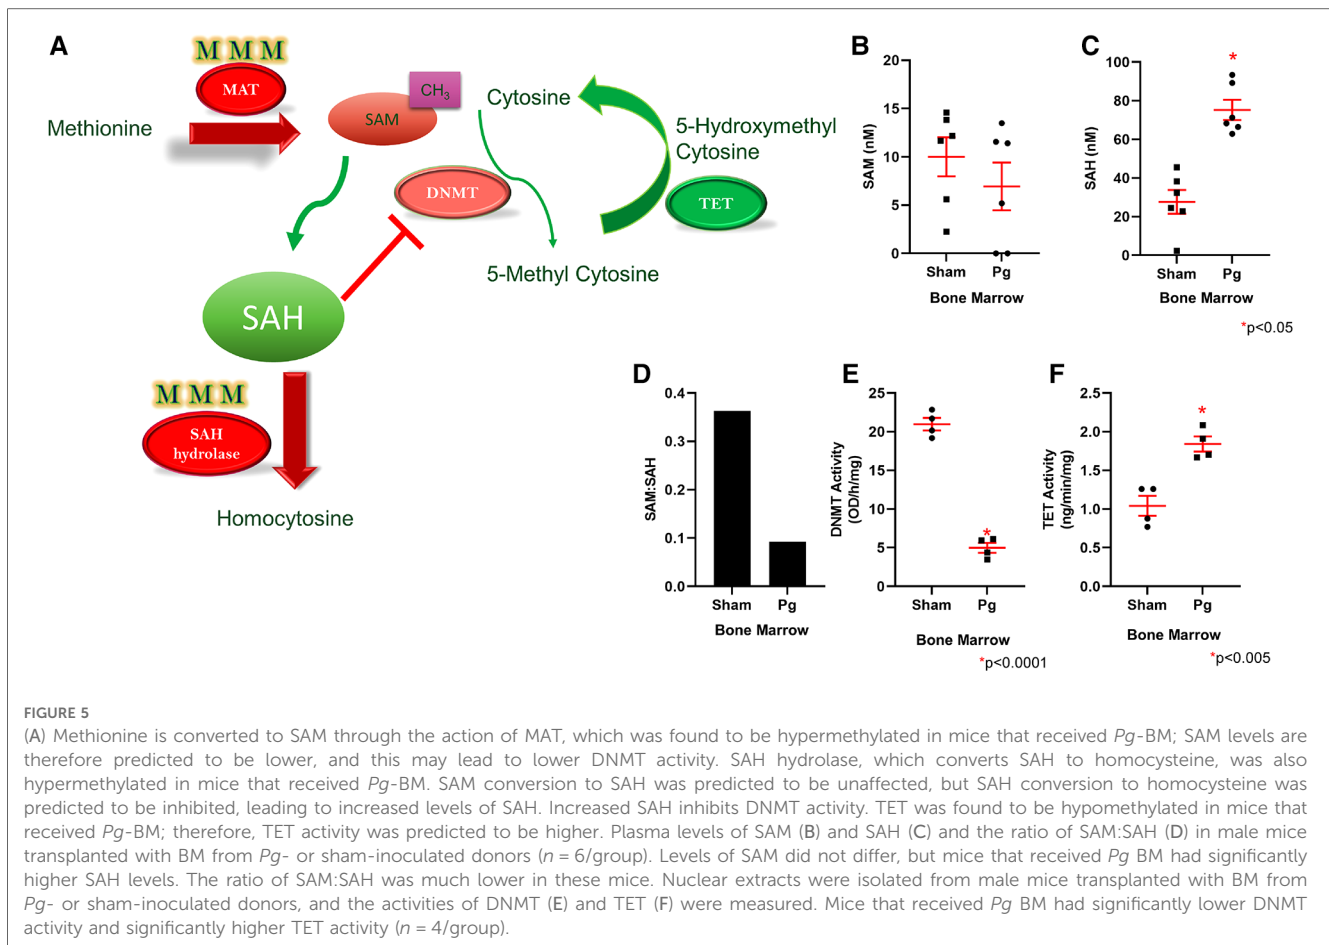 A
M M M
MAT
Methionine
SAM
CH3
Cytosine
5-Hydroxymethyl
Cytosine
DNMT
TET
5-Methyl Cytosine
SAH
M M M
SAH
hydrolase
Homocytosine
B
SAM (nM)
20
15
10
5
0
Sham Pg
Bone Marrow
C
SAH (nM)
100
80
60
40
20
0
*
Sham Pg
Bone Marrow
*p<0.05
D
SAM:SAH
0.4
0.3
0.2
0.1
0.0
Sham Pg
Bone Marrow
E
DNMT Activity
(OD/h/mg)
25
20
15
10
5
0
*
Sham Pg
Bone Marrow
*p<0.0001
F
TET Activity
(ng/min/mg)
2.5
2.0
1.5
1.0
0.5
0.0
*
Sham Pg
Bone Marrow
*p<0.005
FIGURE 5
(A) Methionine is converted to SAM through the action of MAT, which was found to be hypermethylated in mice that received Pg-BM; SAM levels are
therefore predicted to be lower, and this may lead to lower DNMT activity. SAH hydrolase, which converts SAH to homocysteine, was also
hypermethylated in mice that received Pg-BM. SAM conversion to SAH was predicted to be unaffected, but SAH conversion to homocysteine was
predicted to be inhibited, leading to increased levels of SAH. Increased SAH inhibits DNMT activity. TET was found to be hypomethylated in mice that
received Pg-BM; therefore, TET activity was predicted to be higher. Plasma levels of SAM (B) and SAH (C) and the ratio of SAM:SAH (D) in male mice
transplanted with BM from Pg- or sham-inoculated donors (n = 6/group). Levels of SAM did not differ, but mice that received Pg BM had significantly
higher SAH levels. The ratio of SAM:SAH was much lower in these mice. Nuclear extracts were isolated from male mice transplanted with BM from
Pg- or sham-inoculated donors, and the activities of DNMT (E) and TET (F) were measured. Mice that received Pg BM had significantly lower DNMT
activity and significantly higher TET activity (n = 4/group).